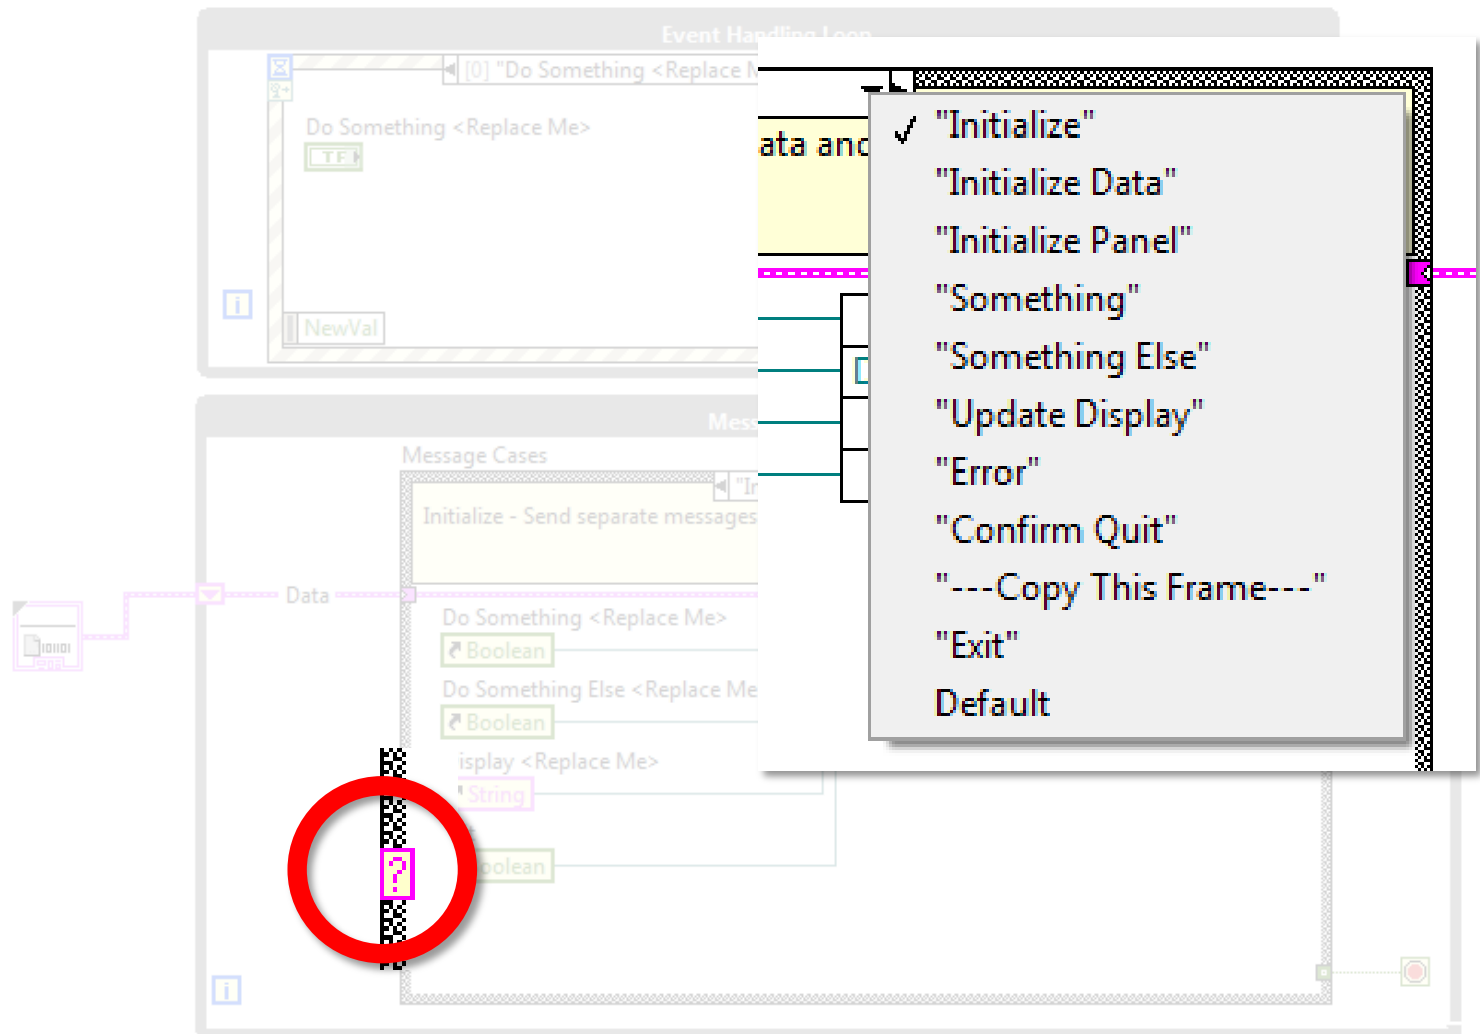 Event Handling Loop
[0] "Do Something <Replace M
Do Something <Replace Me>
TF
i
NewVal
ata and
"Initialize"
"Initialize Data"
"Initialize Panel"
"Something"
"Something Else"
"Update Display"
"Error"
"Confirm Quit"
"---Copy This Frame---"
"Exit"
Default
Mess
Message Cases
"In
Initialize - Send separate messages
Data
Do Something <Replace Me>
Boolean
Do Something Else <Replace Me
Boolean
isplay <Replace Me>
String
t
oolean
?
i